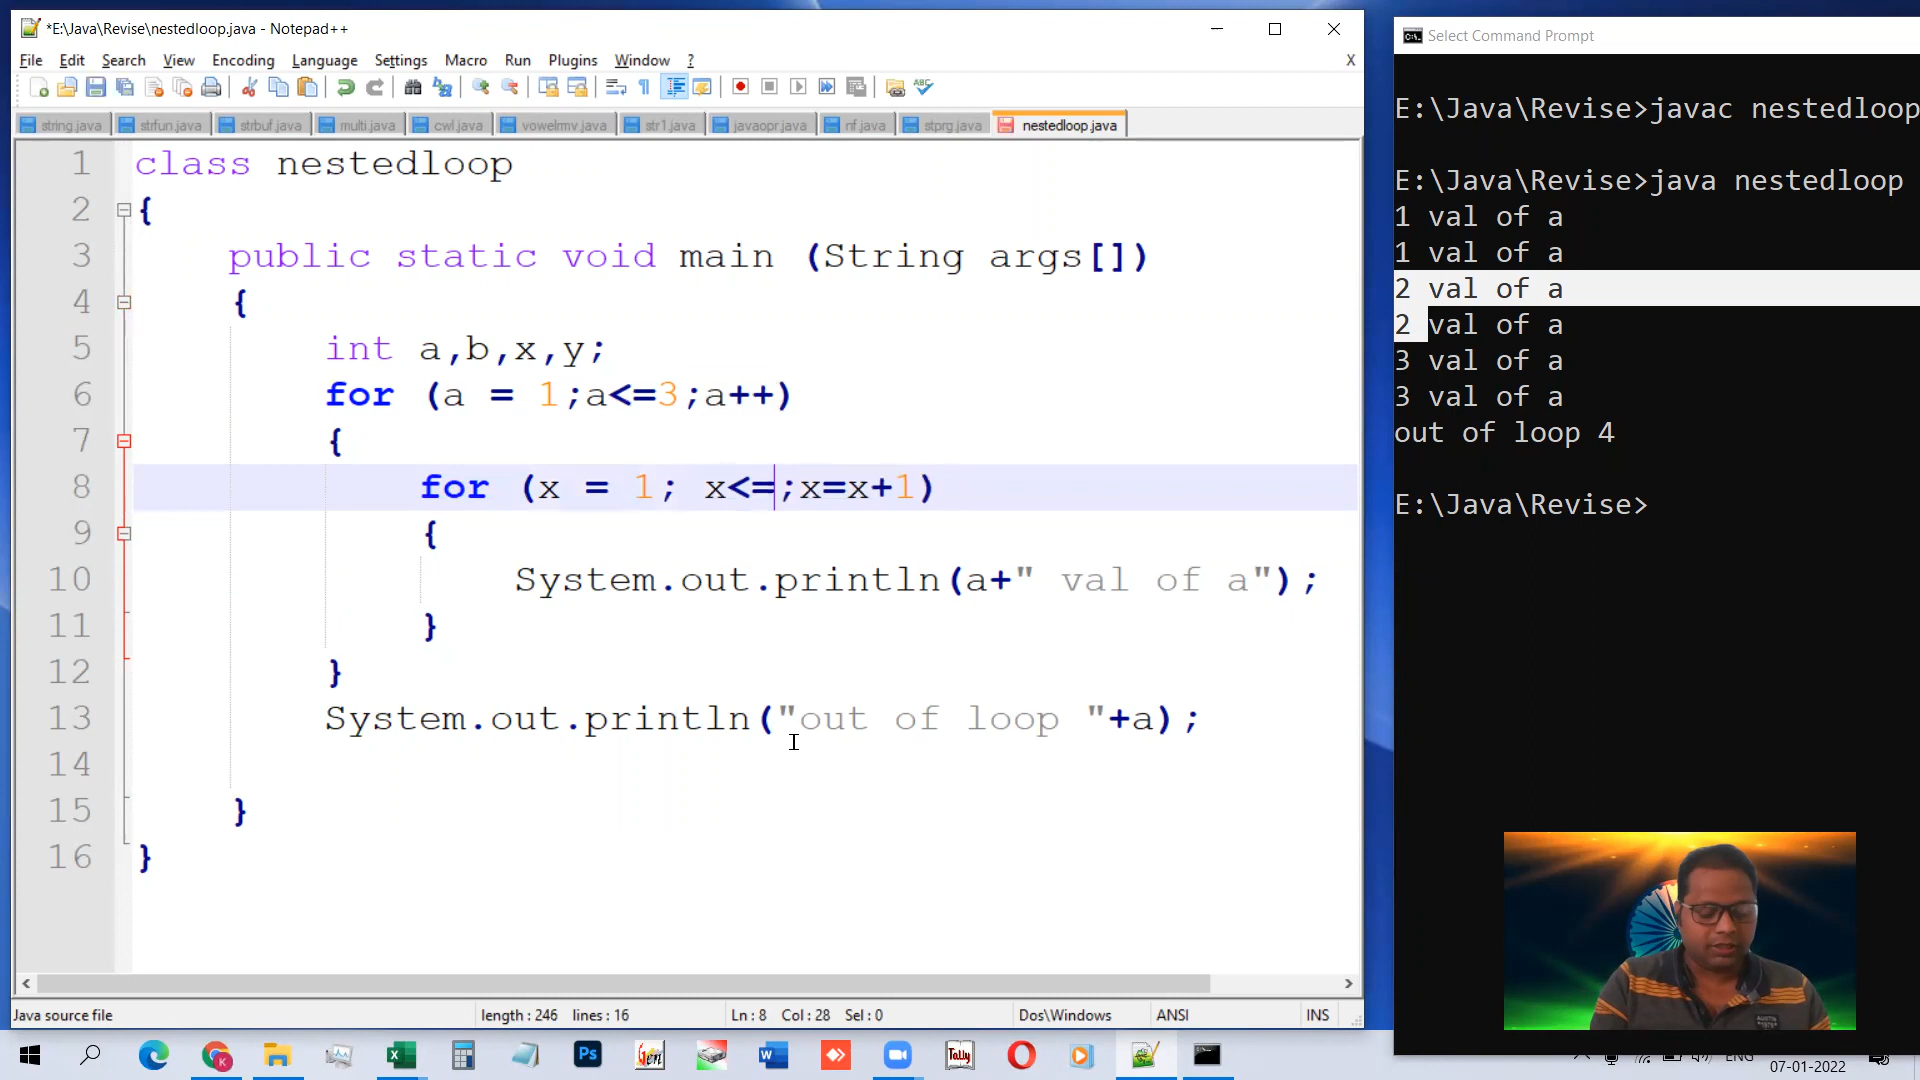 *E:\Java\Revise\nestedloop.java - Notepad++
File Edit Search View Encoding Language Settings Macro Run Plugins Window ? X
string.java strfun.java strbuf.java multi.java cwl.java vowelrmv.java str1.java javaopr.java nf.java stprg.java nestedloop.java
1 class nestedloop
2 {
3 public static void main (String args[])
4 {
5 int a,b,x,y;
6 for (a = 1;a<=3;a++)
7 {
8 for (x = 1; x<=;x=x+1)
9 {
10 System.out.println(a+" val of a");
11 }
12 }
13 System.out.println("out of loop "+a);
14
15 }
16 }
Java source file length : 246 lines : 16 Ln : 8 Col : 28 Sel : 0 Dos\Windows ANSI INS
Select Command Prompt
E:\Java\Revise>javac nestedloop
E:\Java\Revise>java nestedloop
1 val of a
1 val of a
2 val of a
2 val of a
3 val of a
3 val of a
out of loop 4
E:\Java\Revise>
AUSTIN
Ps Gen W Tally
ENG
07-01-2022